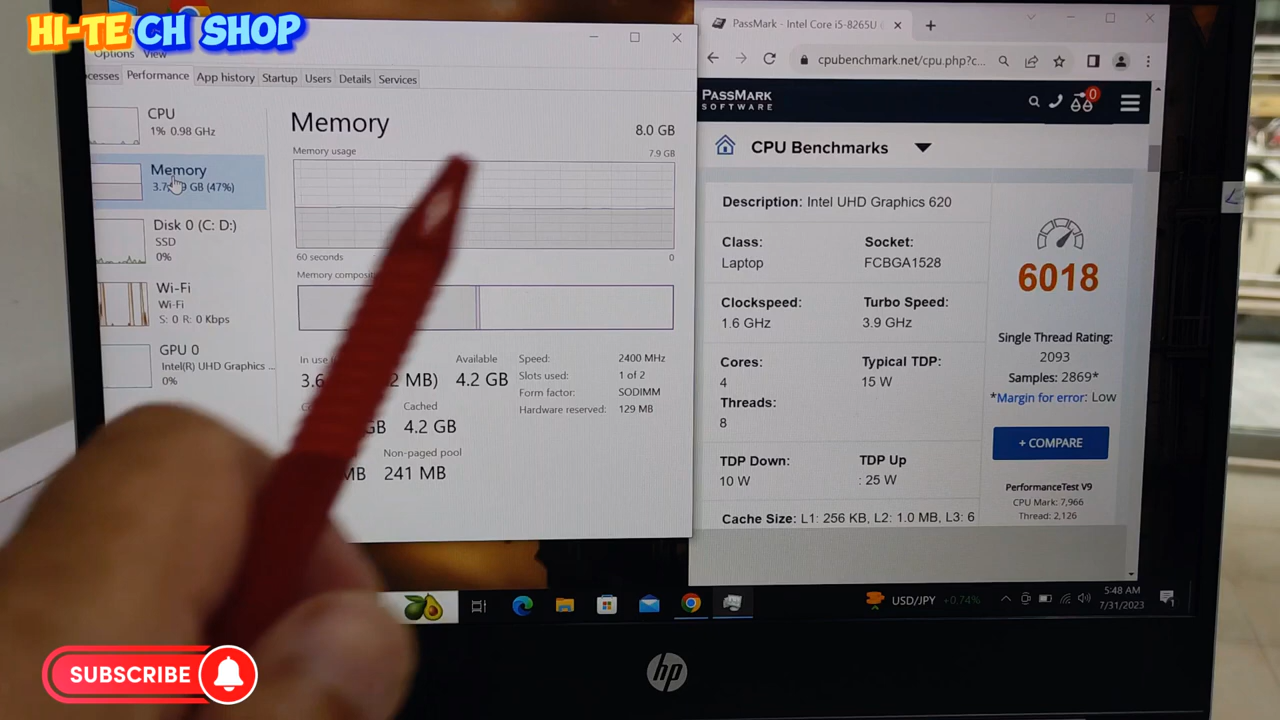 HI-TECH SHOP
Options View
Performance App history Startup Users Details Services
CPU
1% 0.98 GHz
Memory
GB (47%)
Disk 0 (C: D:)
SSD
0%
Wi-Fi
Wi-Fi
S: 0 R: 0 Kbps
GPU 0
Intel(R) UHD Graphics ...
0%
Memory
8.0 GB
Memory usage
7.9 GB
60 seconds
0
Memory
In use
Available
MB)
4.2 GB
Cached
GB
4.2 GB
Non-paged pool
MB
241 MB
Speed:
2400 MHz
Slots used:
1 of 2
Form factor:
SODIMM
Hardware reserved:
129 MB
PassMark - Intel Core i5-8265U
cpubenchmark.net/cpu.php?c...
PASSMARK
SOFTWARE
0
CPU Benchmarks
Description: Intel UHD Graphics 620
Class:
Laptop
Socket:
FCBGA1528
Clockspeed:
1.6 GHz
Turbo Speed:
3.9 GHz
Cores:
4
Typical TDP:
15 W
Threads:
8
TDP Down:
10 W
TDP Up
: 25 W
Cache Size: L1: 256 KB, L2: 1.0 MB, L3: 6
6018
Single Thread Rating:
2093
Samples: 2869*
*Margin for error: Low
+ COMPARE
PerformanceTest V9
CPU Mark: 7,966
Thread: 2,126
USD/JPY +0.74%
5:48 AM
7/31/2023
1
hp
SUBSCRIBE